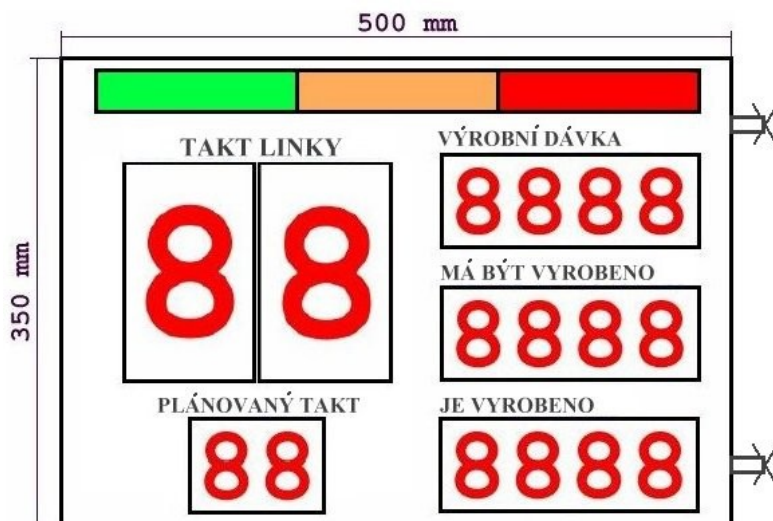 500 mm
350 mm
TAKT LINKY
88
PLÁNOVANÝ TAKT
88
VÝROBNÍ DÁVKA
8888
MÁ BÝT VYROBENO
8888
JE VYROBENO
8888